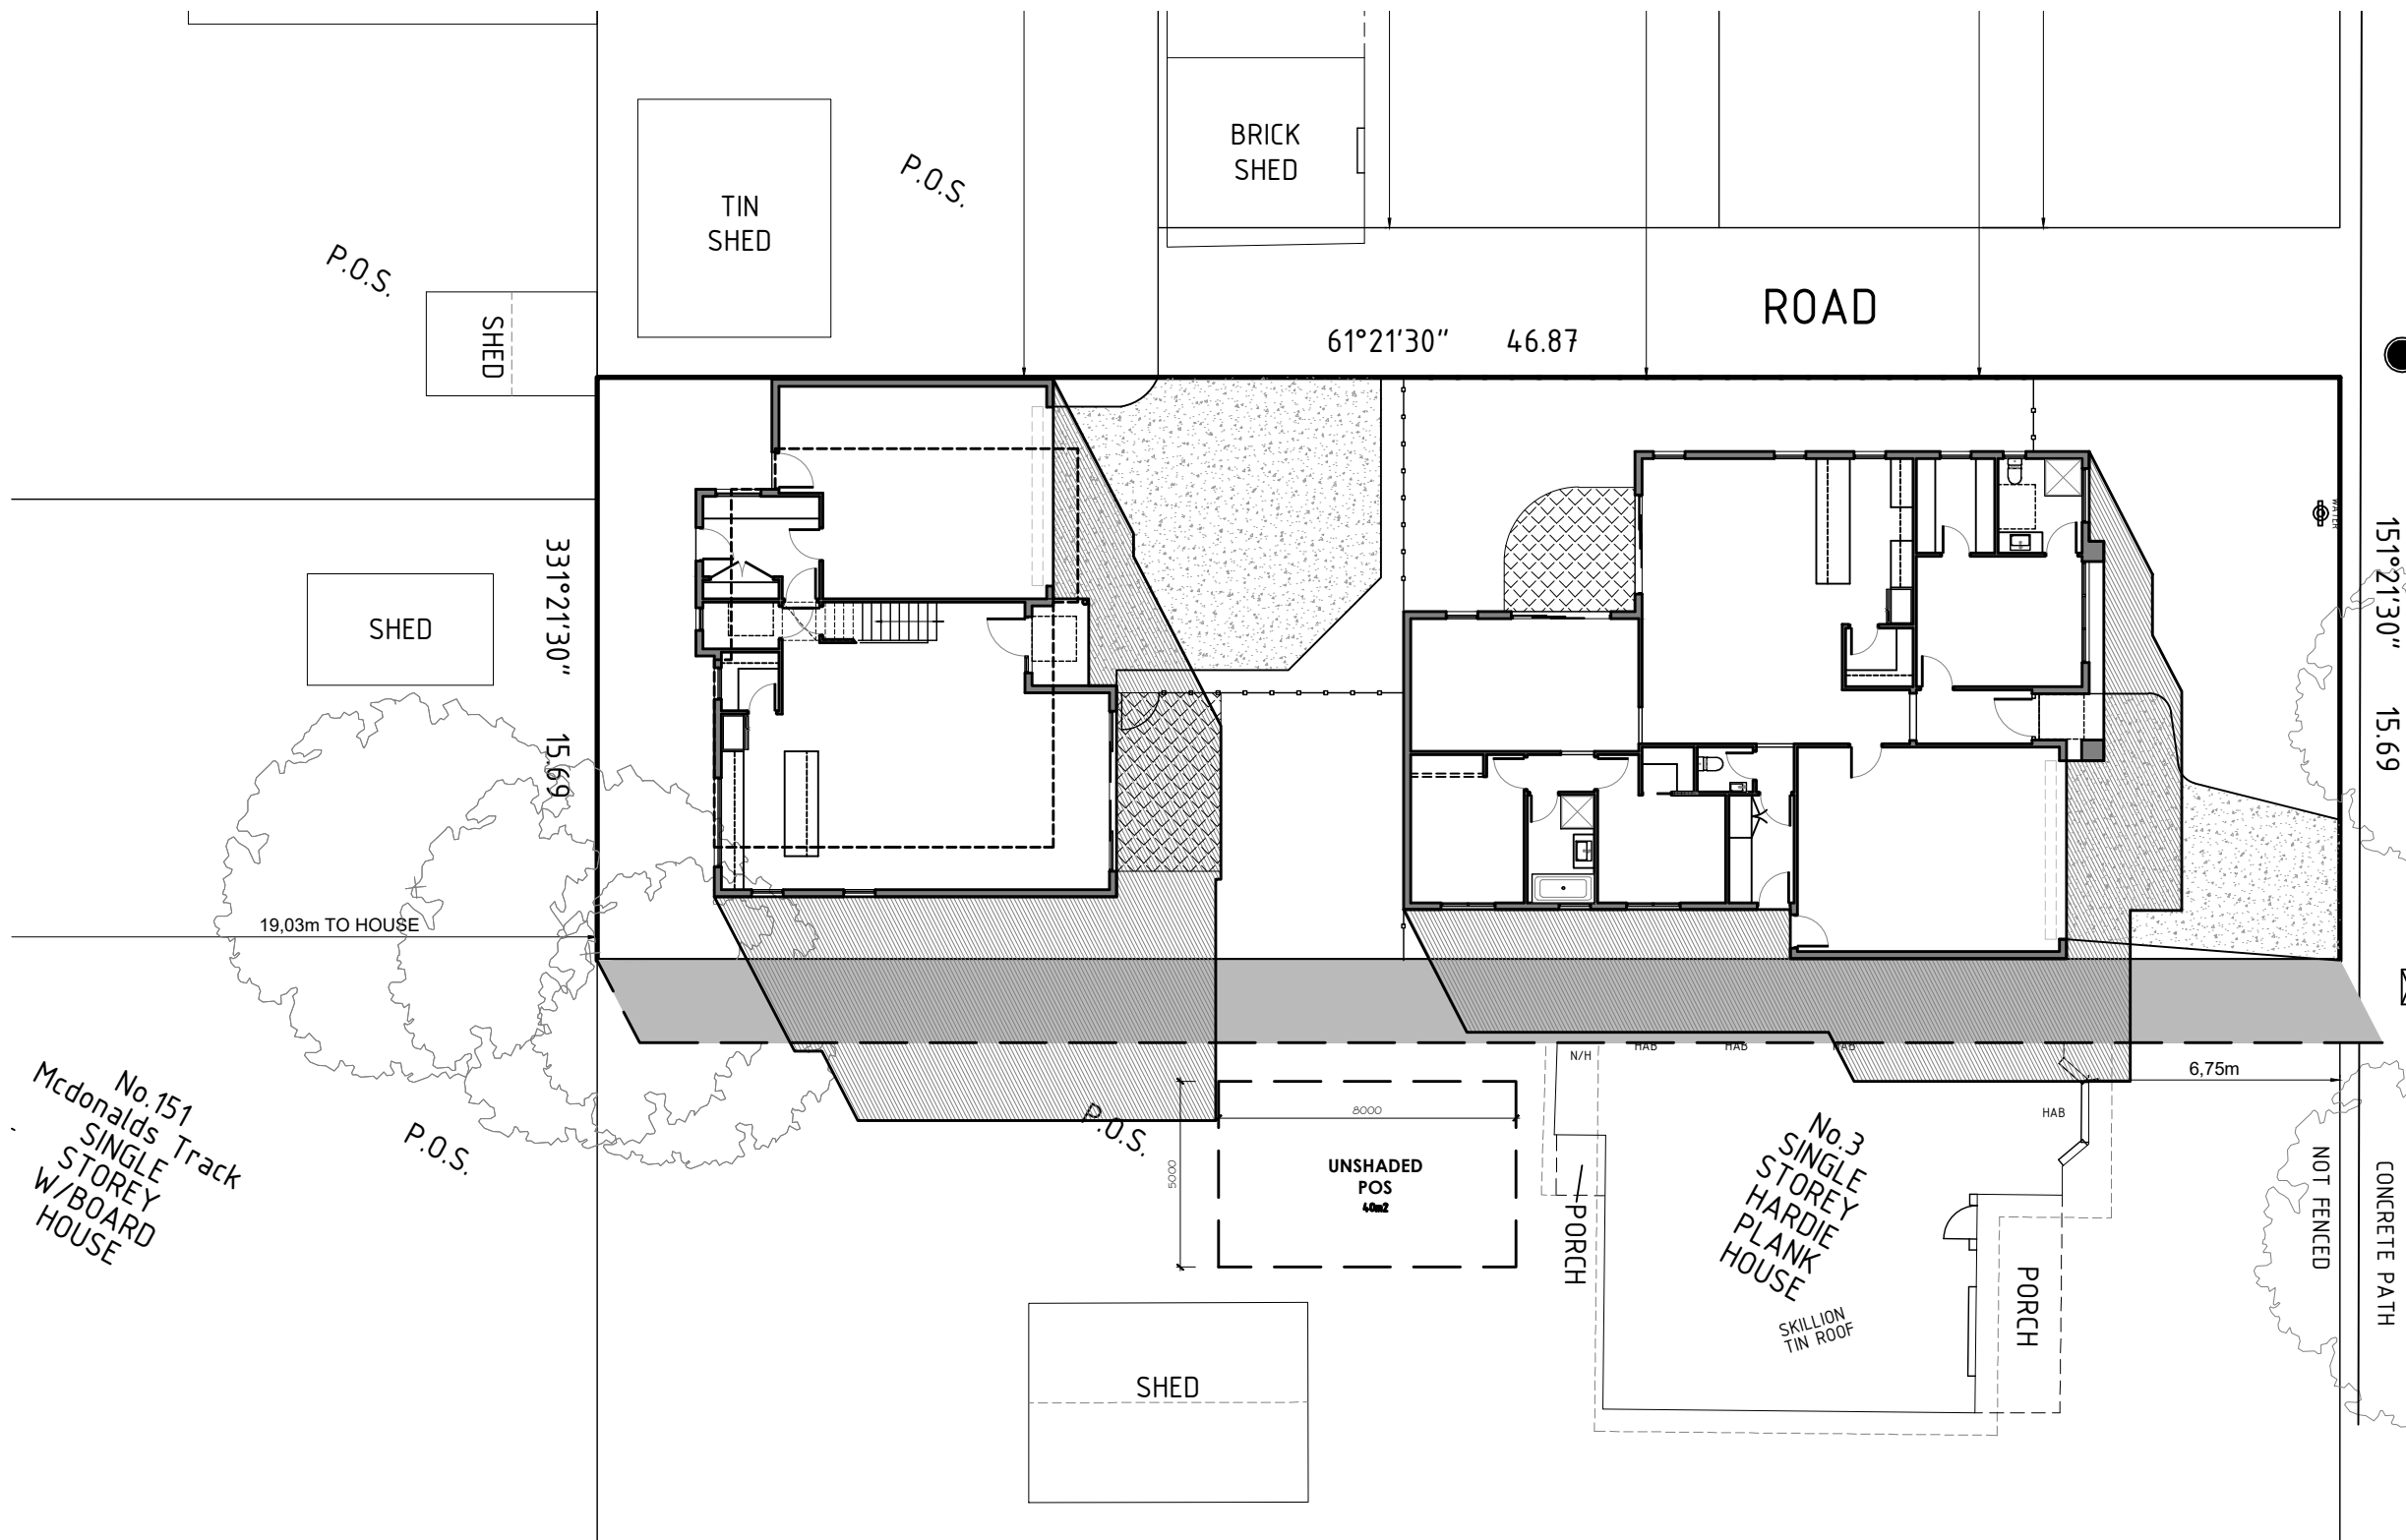 BRICK
SHED
TIN
SHED
P.O.S.
P.O.S.
SHED
ROAD
61°21'30" 46.87
WATER
331°21'30" 15.69
151°21'30" 15.69
SHED
19,03m TO HOUSE
N/H
HAB
HAB
HAB
6,75m
HAB
No.151
Mcdonalds Track
SINGLE
STOREY
W/BOARD
HOUSE
P.O.S.
P.O.S.
8000
5000
UNSHADED
POS
40m2
PORCH
No.3
SINGLE
STOREY
HARDIE
PLANK
HOUSE
SKILLION
TIN ROOF
PORCH
NOT FENCED
CONCRETE PATH
SHED